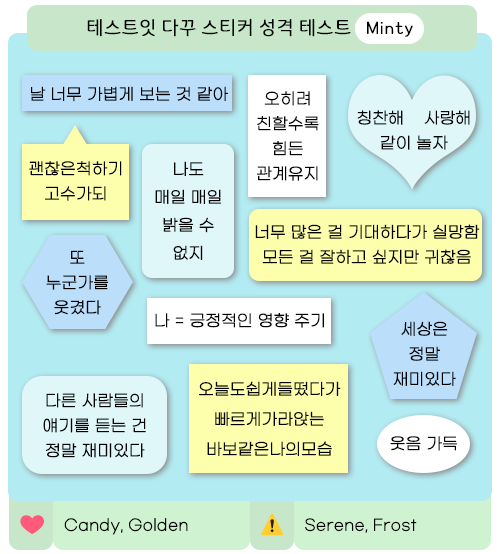 테스트잇 다꾸 스티커 성격 테스트 Minty
날 너무 가볍게 보는 것 같아
오히려
친할수록
힘든
관계유지
칭찬해 사랑해
같이 놀자
괜찮은척하기
고수가되
나도
매일 매일
밝을 수
없지
너무 많은 걸 기대하다가 실망함
모든 걸 잘하고 싶지만 귀찮음
또
누군가를
웃겼다
나 = 긍정적인 영향 주기
세상은
정말
재미있다
다른 사람들의
얘기를 듣는 건
정말 재미있다
오늘도쉽게들떴다가
빠르게가라앉는
바보같은나의모습
웃음 가득
Candy, Golden
Serene, Frost